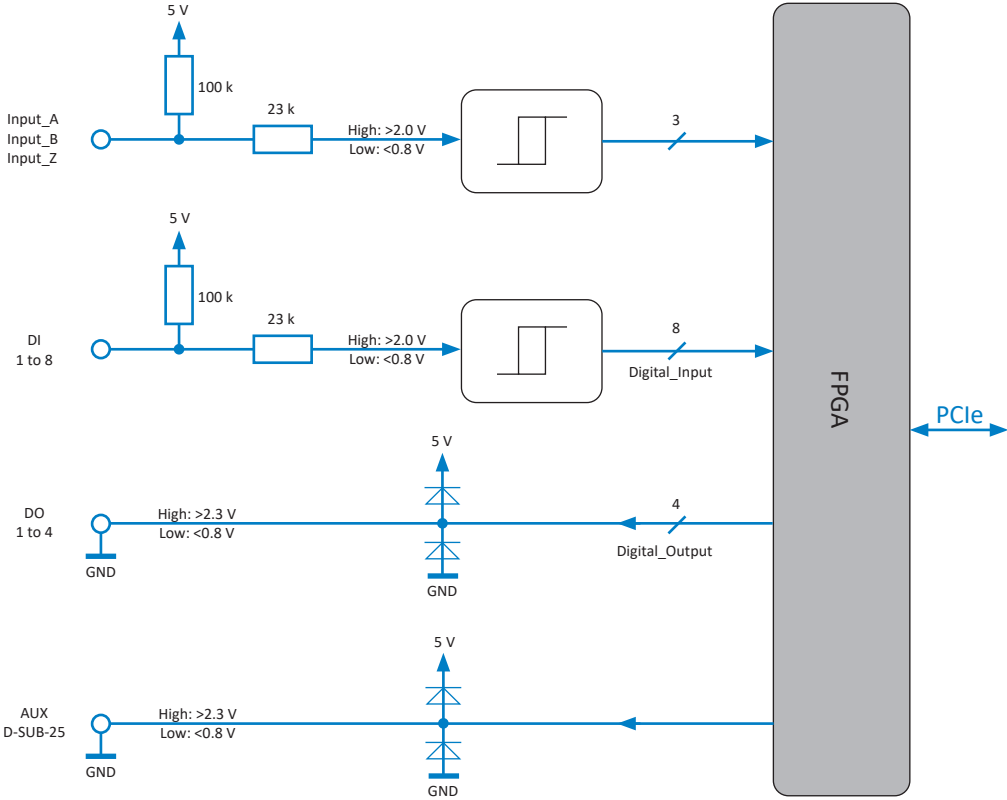 5 V
100 k
23 k
Input_A
Input_B
Input_Z
High: >2.0 V
Low: <0.8 V
3
5 V
100 k
23 k
DI
1 to 8
High: >2.0 V
Low: <0.8 V
8
Digital_Input
FPGA
PCIe
5 V
DO
1 to 4
High: >2.3 V
Low: <0.8 V
4
Digital_Output
GND
GND
5 V
AUX
D-SUB-25
High: >2.3 V
Low: <0.8 V
GND
GND